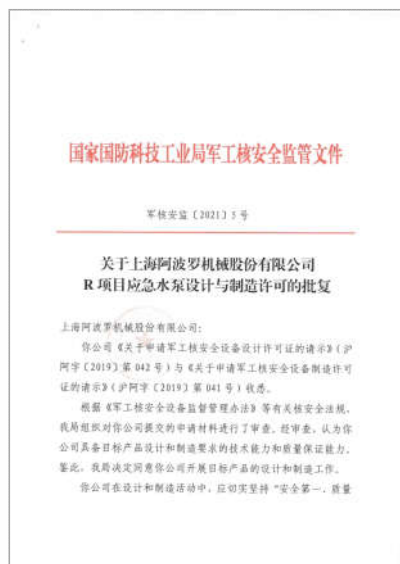 国家国防科技工业局军工核安全监管文件
军核安监〔2021〕5号
关于上海阿波罗机械股份有限公司
R项目应急水泵设计与制造许可的批复
上海阿波罗机械股份有限公司:
你公司《关于申请军工核安全设备设计许可证的请示》(沪
阿字〔2019〕第042号)与《关于申请军工核安全设备制造许可
证的请示》(沪阿字〔2019〕第041号)收悉。
根据《军工核安全设备监督管理办法》等有关核安全法规,
我局组织对你公司提交的申请材料进行了审查。经审查,认为你
公司具备目标产品设计和制造要求的技术能力和质量保证能力。
鉴此,我局决定同意你公司开展目标产品的设计和制造工作。
你公司在设计和制造活动中,应切实坚持“安全第一、质量